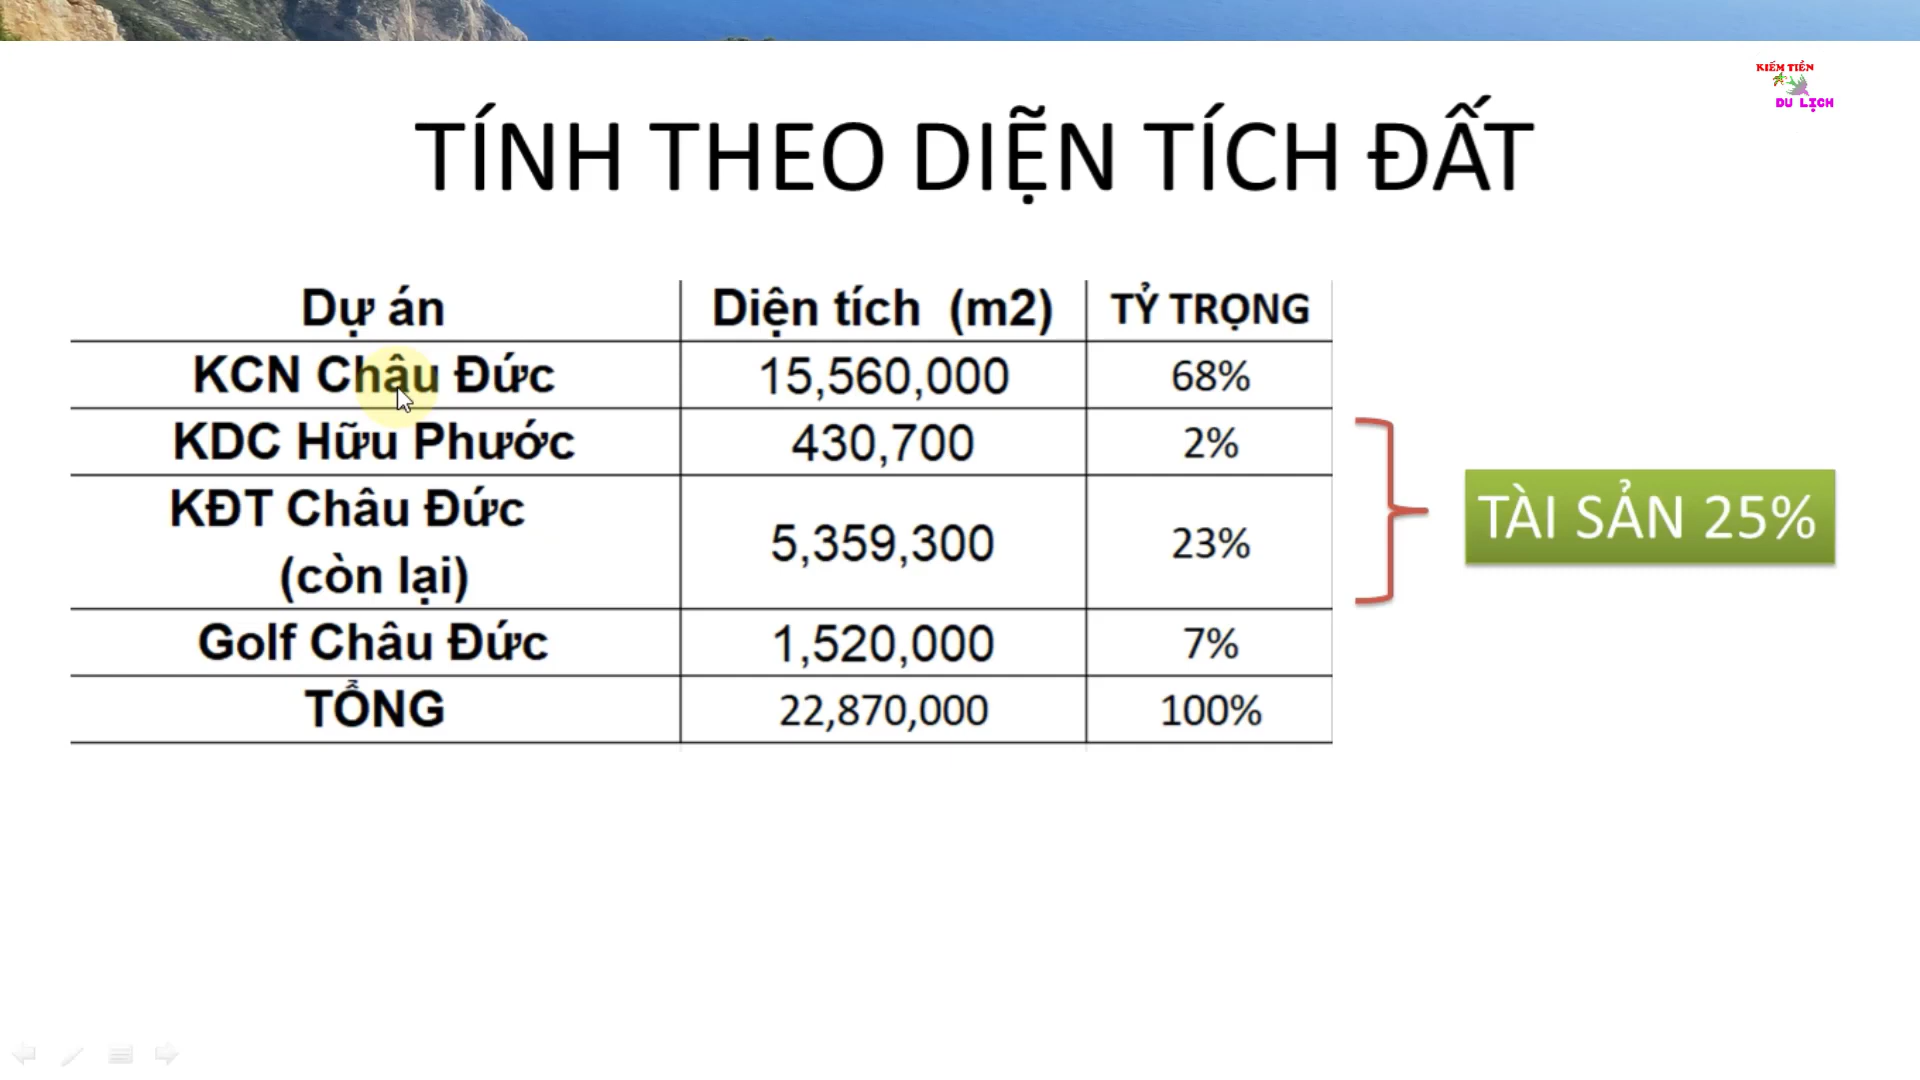 KIẾM TIỀN
DU LỊCH
TÍNH THEO DIỆN TÍCH ĐẤT
Dự án Diện tích (m2) TỶ TRỌNG
KCN Châu Đức 15,560,000 68%
KDC Hữu Phước 430,700 2%
KĐT Châu Đức
(còn lại) 5,359,300 23%
Golf Châu Đức 1,520,000 7%
TỔNG 22,870,000 100%
TÀI SẢN 25%